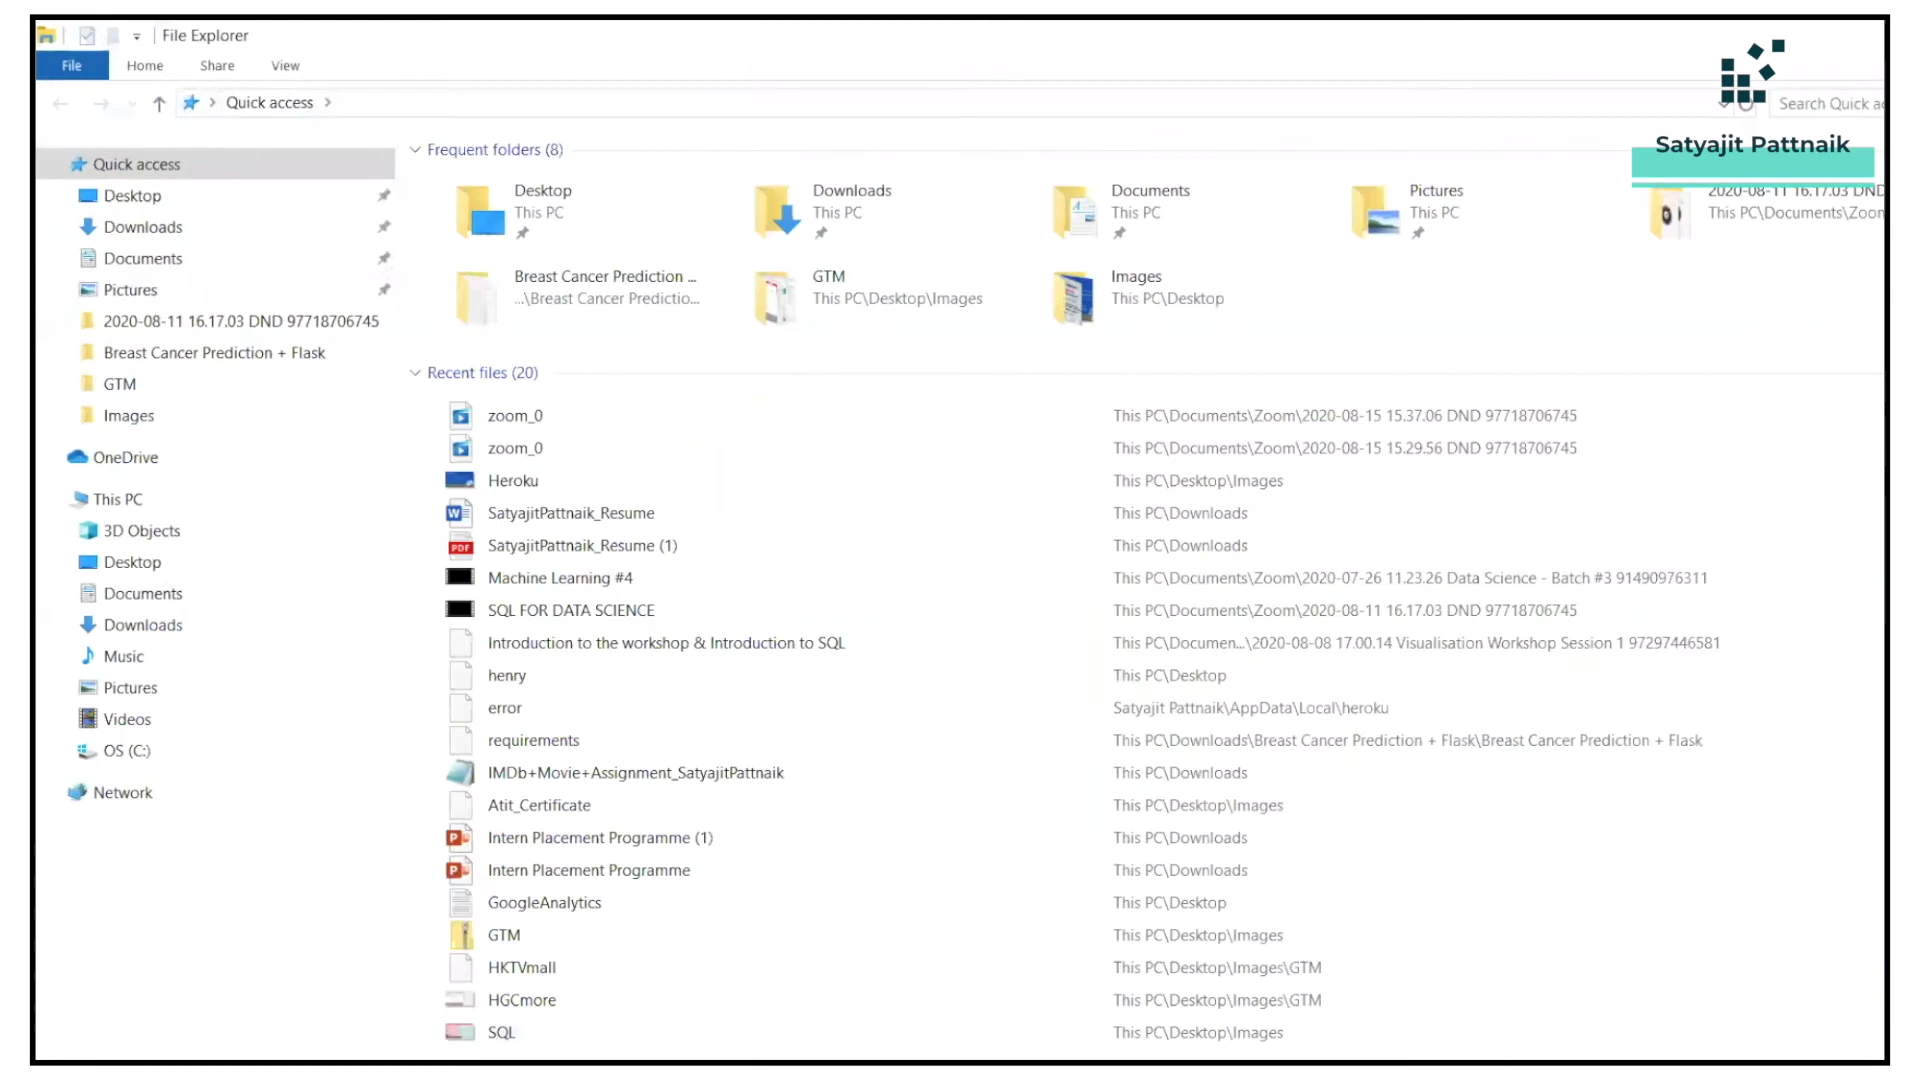 File Explorer
File Home Share View
Quick access
Search Quick ac
Satyajit Pattnaik
Quick access
Desktop
Downloads
Documents
Pictures
2020-08-11 16.17.03 DND 97718706745
Breast Cancer Prediction + Flask
GTM
Images
OneDrive
This PC
3D Objects
Desktop
Documents
Downloads
Music
Pictures
Videos
OS (C:)
Network
Frequent folders (8)
Desktop
This PC
Downloads
This PC
Documents
This PC
Pictures
This PC
2020-08-11 16.17.03 DND
This PC\Documents\Zoom
Breast Cancer Prediction ...
...\Breast Cancer Predictio...
GTM
This PC\Desktop\Images
Images
This PC\Desktop
Recent files (20)
zoom_0 This PC\Documents\Zoom\2020-08-15 15.37.06 DND 97718706745
zoom_0 This PC\Documents\Zoom\2020-08-15 15.29.56 DND 97718706745
Heroku This PC\Desktop\Images
SatyajitPattnaik_Resume This PC\Downloads
SatyajitPattnaik_Resume (1) This PC\Downloads
Machine Learning #4 This PC\Documents\Zoom\2020-07-26 11.23.26 Data Science - Batch #3 91490976311
SQL FOR DATA SCIENCE This PC\Documents\Zoom\2020-08-11 16.17.03 DND 97718706745
Introduction to the workshop & Introduction to SQL This PC\Documen...\2020-08-08 17.00.14 Visualisation Workshop Session 1 97297446581
henry This PC\Desktop
error Satyajit Pattnaik\AppData\Local\heroku
requirements This PC\Downloads\Breast Cancer Prediction + Flask\Breast Cancer Prediction + Flask
IMDb+Movie+Assignment_SatyajitPattnaik This PC\Downloads
Atit_Certificate This PC\Desktop\Images
Intern Placement Programme (1) This PC\Downloads
Intern Placement Programme This PC\Downloads
GoogleAnalytics This PC\Desktop
GTM This PC\Desktop\Images
HKTVmall This PC\Desktop\Images\GTM
HGCmore This PC\Desktop\Images\GTM
SQL This PC\Desktop\Images